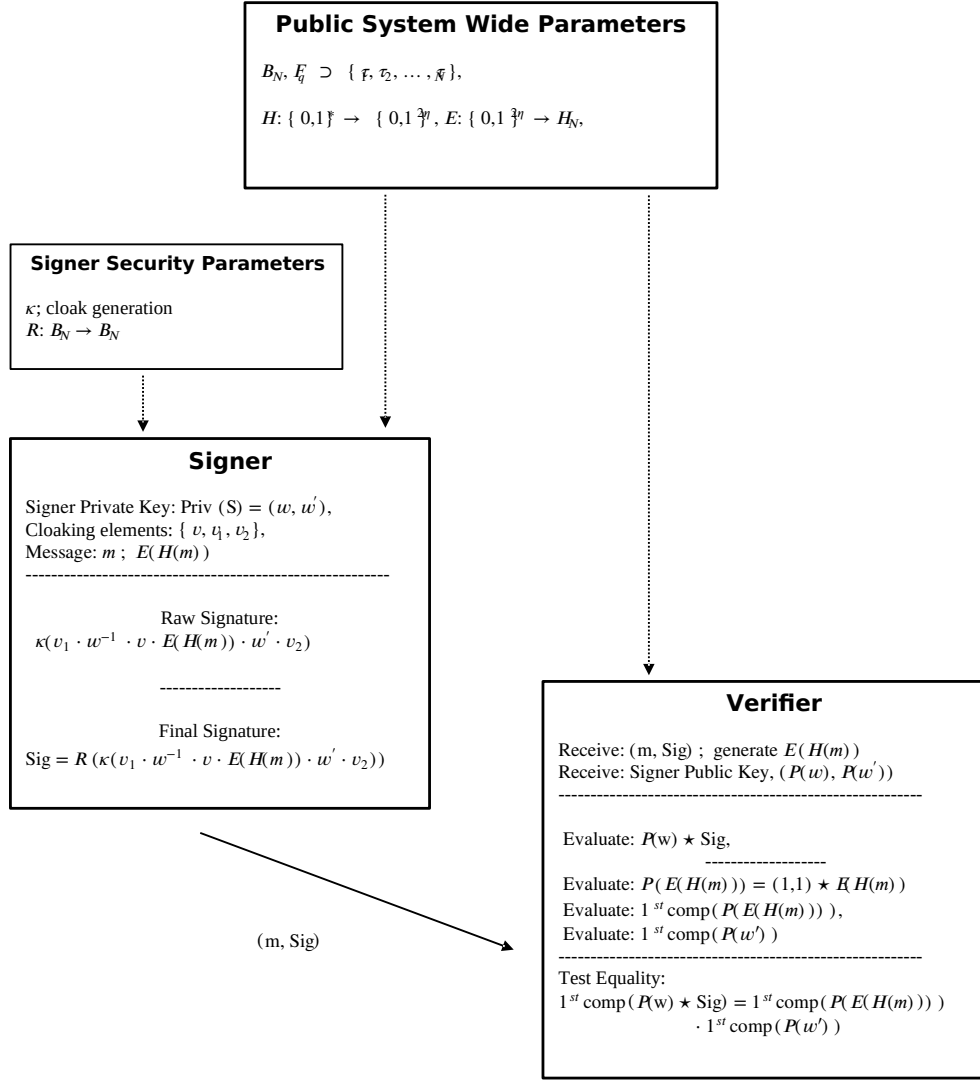 Public System Wide Parameters
B_N, F_q ⊃ { τ_1, τ_2, … , τ_N },
H: { 0,1 }^* → { 0,1 }^{2η}, E: { 0,1 }^{2η} → H_N,
Signer Security Parameters
κ; cloak generation
R: B_N → B_N
Signer
Signer Private Key: Priv (S) = (w, w′),
Cloaking elements: { v, v_1, v_2},
Message: m ; E(H(m))
---------------------------------------------------------
Raw Signature:
κ(v_1 · w^{-1} · v · E(H(m)) · w′ · v_2)
-------------------
Final Signature:
Sig = R (κ(v_1 · w^{-1} · v · E(H(m)) · w′ · v_2))
(m, Sig)
Verifier
Receive: (m, Sig) ; generate E(H(m))
Receive: Signer Public Key, (P(w), P(w′))
---------------------------------------------------------
Evaluate: P(w) ⋆ Sig,
-------------------
Evaluate: P(E(H(m))) = (1,1) ⋆ E(H(m))
Evaluate: 1^{st} comp(P(E(H(m)))),
Evaluate: 1^{st} comp(P(w′))
---------------------------------------------------------
Test Equality:
1^{st} comp(P(w) ⋆ Sig) = 1^{st} comp(P(E(H(m))))
· 1^{st} comp(P(w′))